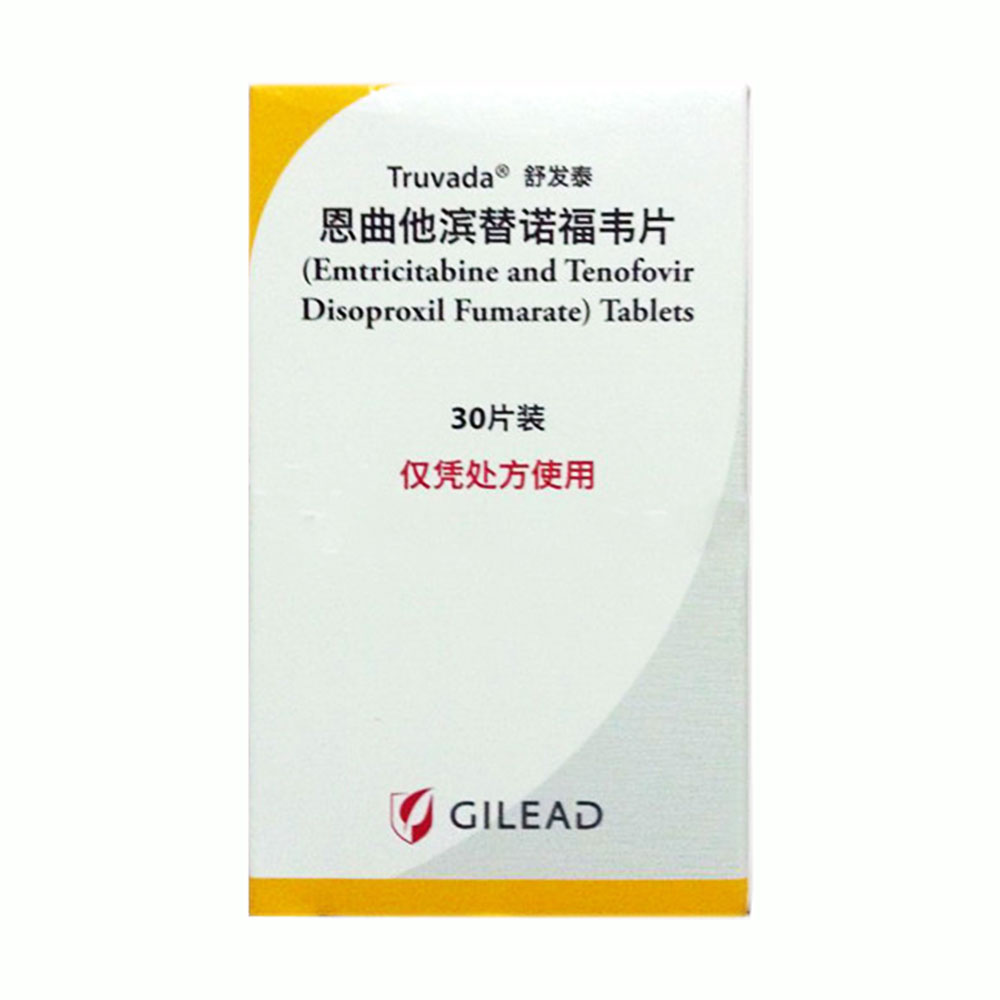 Truvada® 舒发泰
恩曲他滨替诺福韦片
(Emtricitabine and Tenofovir
Disoproxil Fumarate) Tablets
30片装
仅凭处方使用
GILEAD